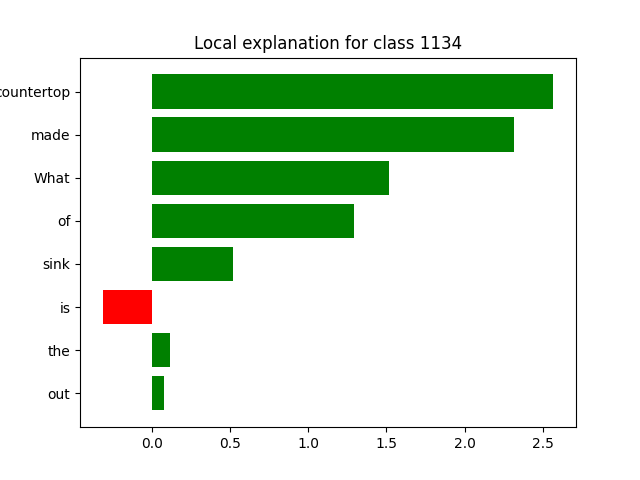 Local explanation for class 1134
countertop
made
What
of
sink
is
the
out
0.0 0.5 1.0 1.5 2.0 2.5